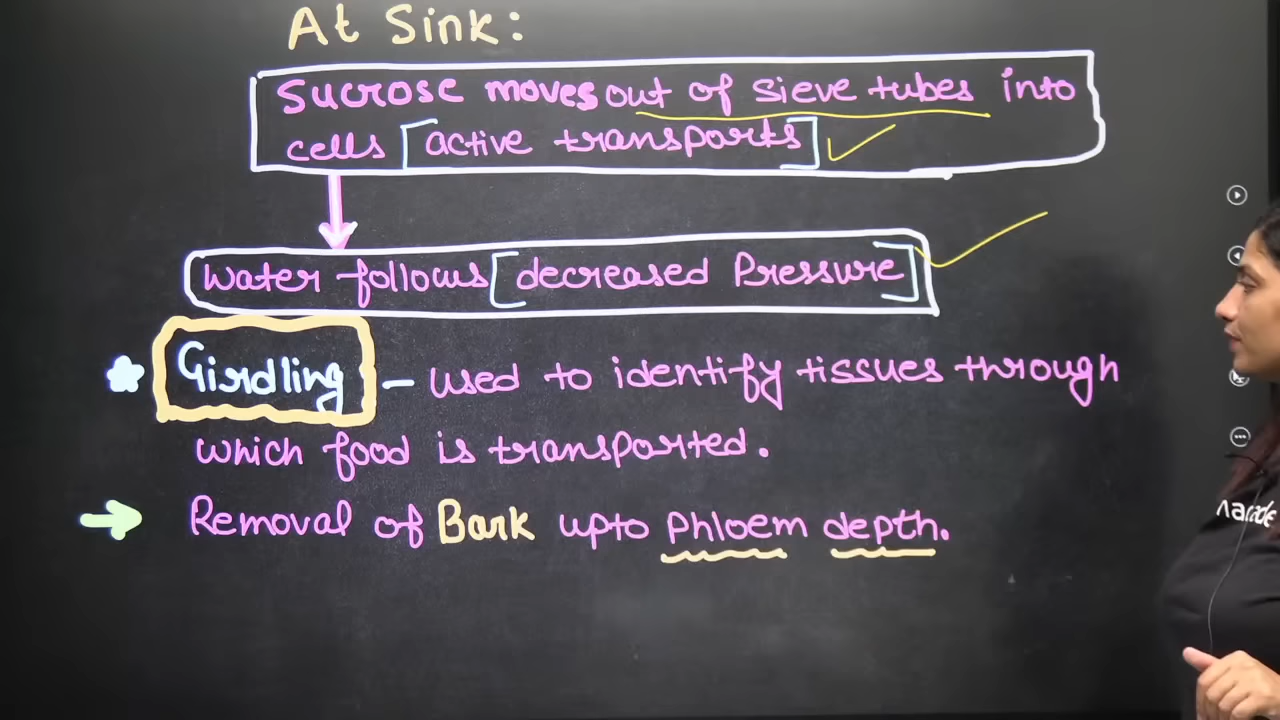 At Sink:
Sucrose moves out of sieve tubes into
cells [active transports]
Water follows [decreased Pressure]
Girdling - used to identify tissues through
which food is transported.
Removal of Bark upto Phloem depth.